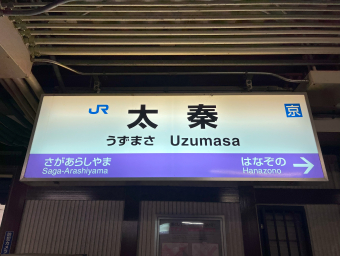 JR 太秦 京
うずまさ Uzumasa
さがあらしやま はなぞの →
Saga-Arashiyama Hanazono